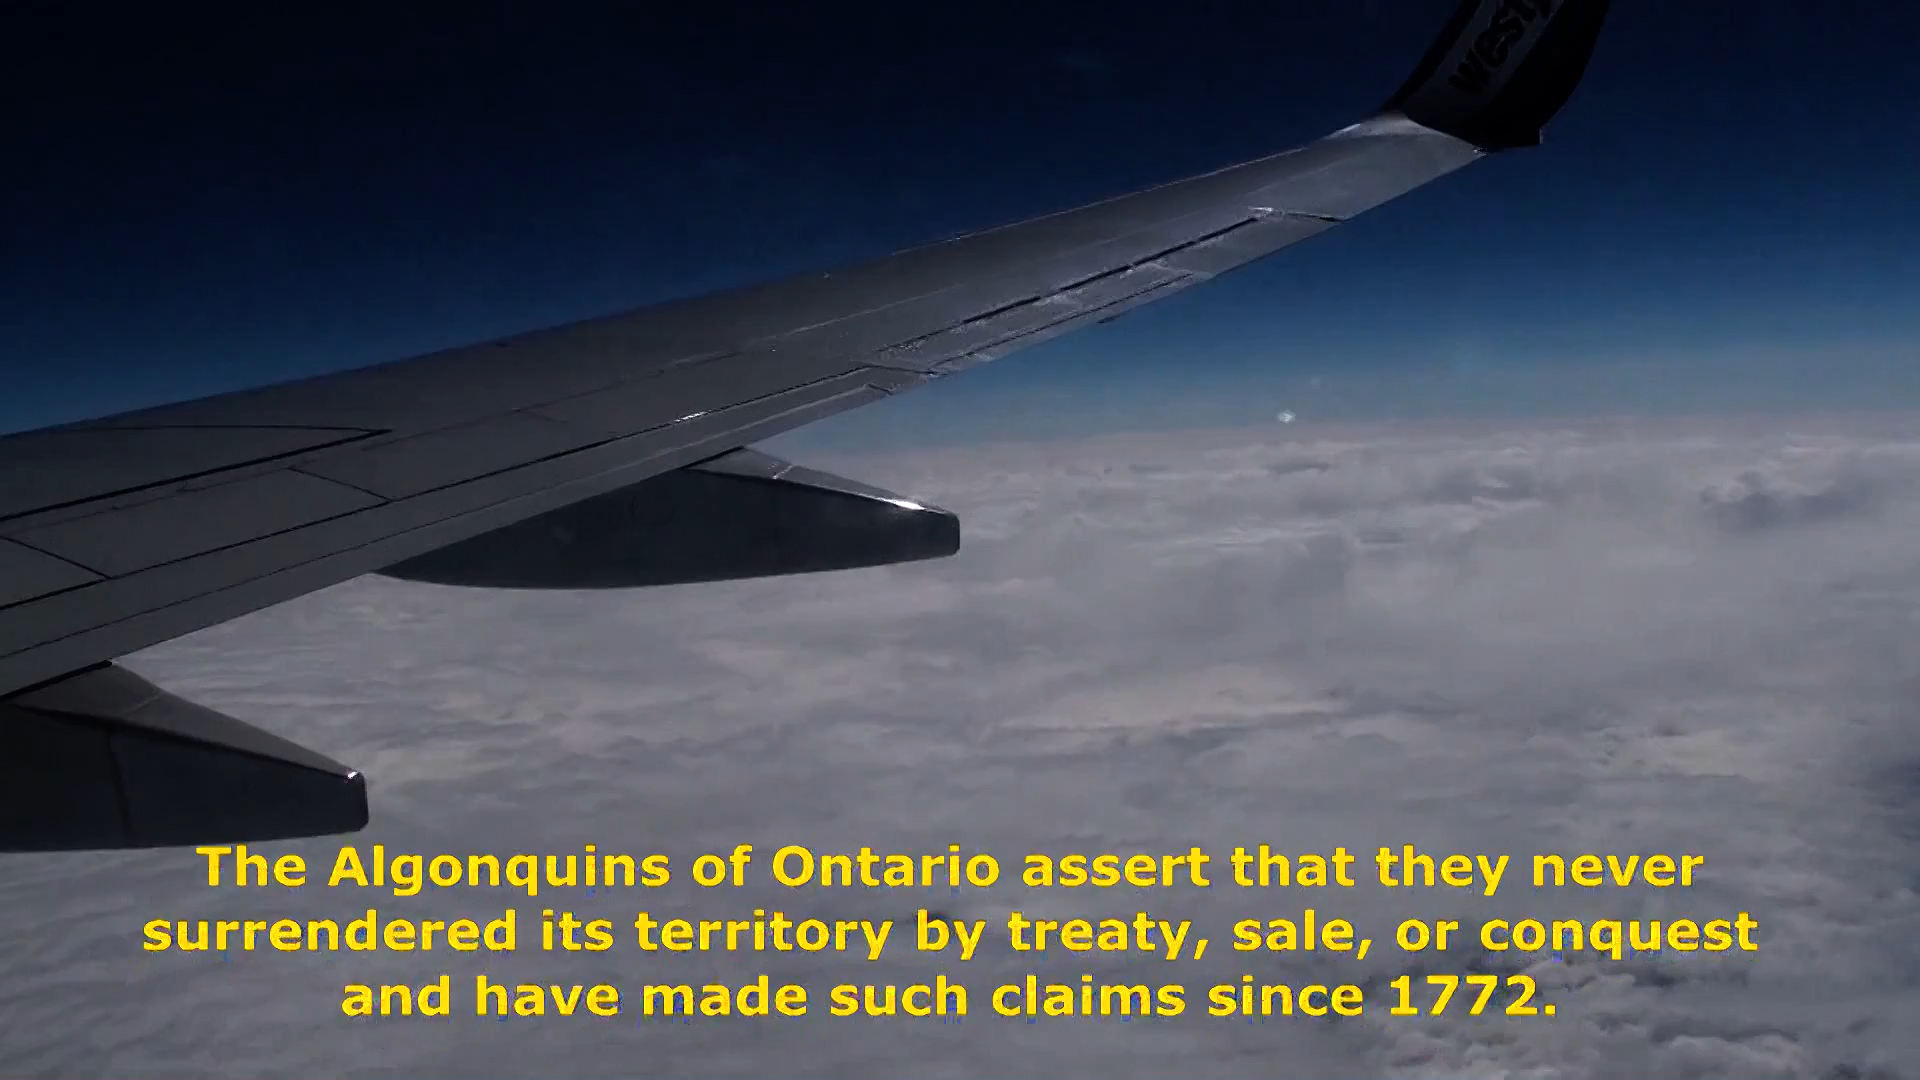 west
The Algonquins of Ontario assert that they never
surrendered its territory by treaty, sale, or conquest
and have made such claims since 1772.